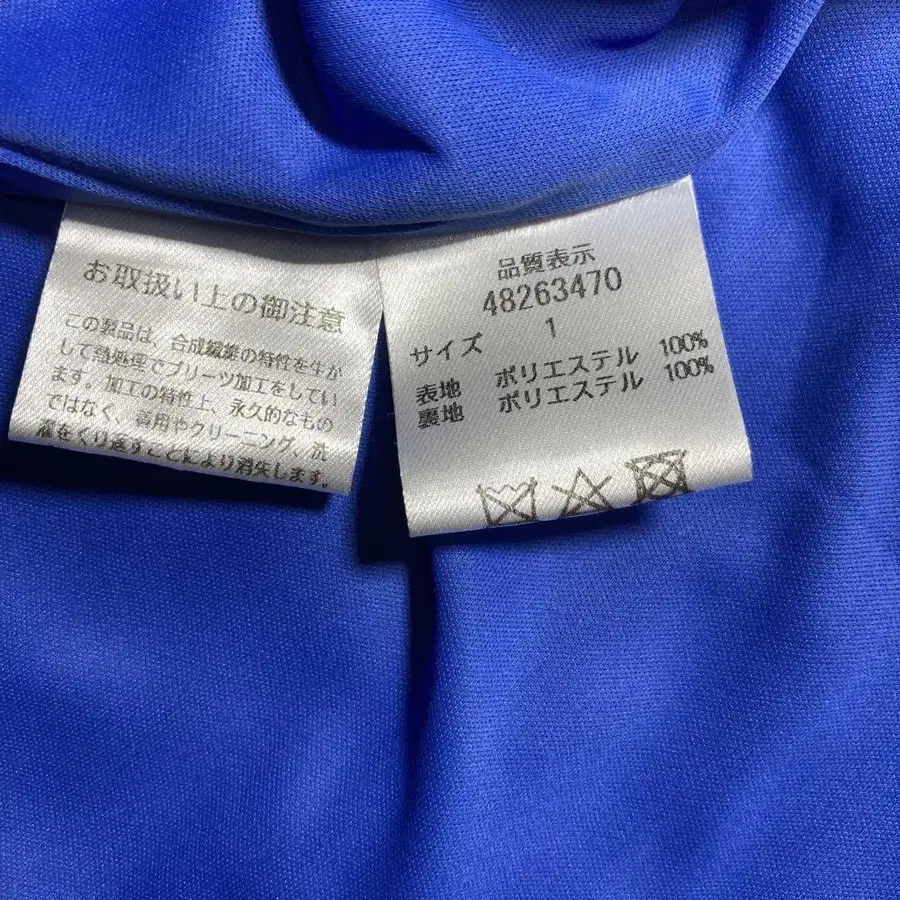 お取扱い上の御注意
この製品は、合成繊維の特性を生か
して熱処理でプリーツ加工をしてい
ます。加工の特性上、永久的なもの
ではなく、着用やクリーニング、洗
濯をくり返すことにより消失します。
品質表示
48263470
サイズ 1
表地 ポリエステル 100%
裏地 ポリエステル 100%